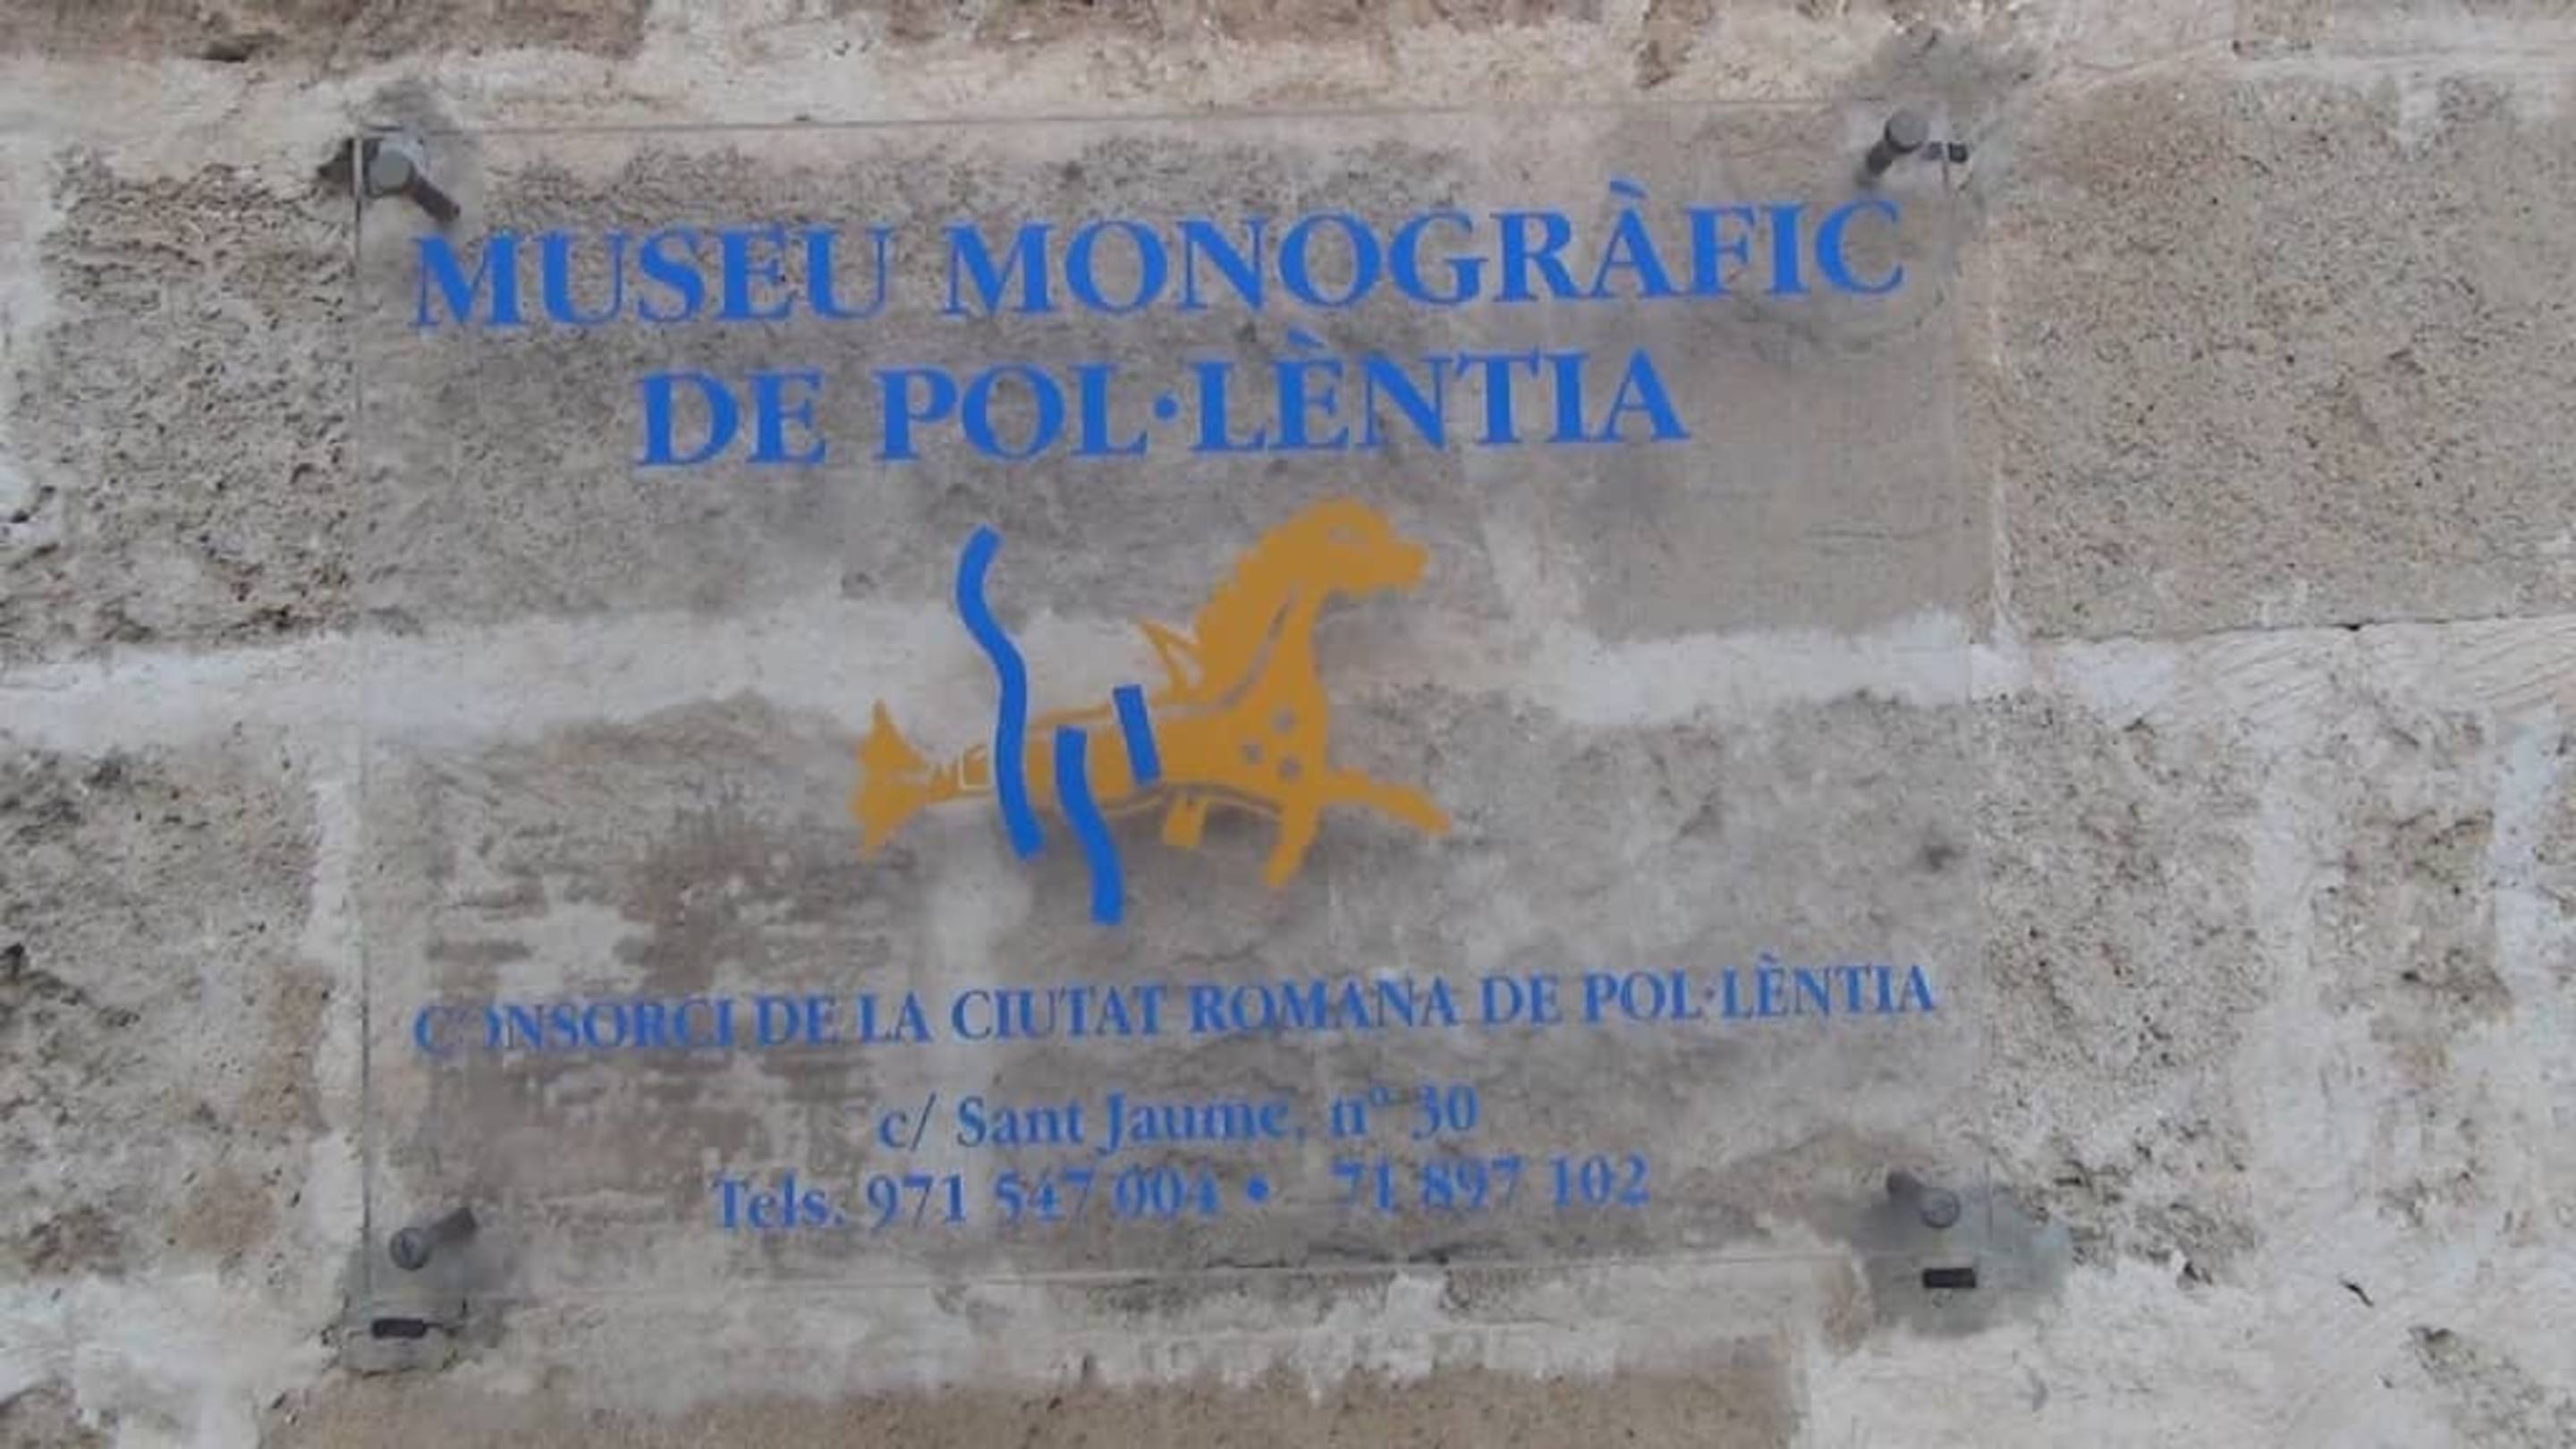 MUSEU MONOGRÀFIC
DE POL·LÈNTIA
CONSORCI DE LA CIUTAT ROMANA DE POL·LÈNTIA
c/ Sant Jaume, nº 30
Tels. 971 547 004 • 71 897 102